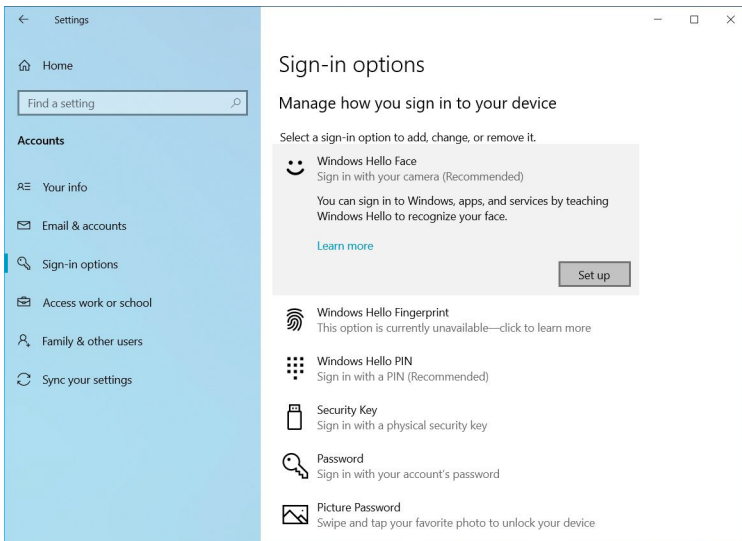 Settings
Home
Find a setting
Accounts
Your info
Email & accounts
Sign-in options
Access work or school
Family & other users
Sync your settings
Sign-in options
Manage how you sign in to your device
Select a sign-in option to add, change, or remove it.
Windows Hello Face
Sign in with your camera (Recommended)
You can sign in to Windows, apps, and services by teaching
Windows Hello to recognize your face.
Learn more
Set up
Windows Hello Fingerprint
This option is currently unavailable—click to learn more
Windows Hello PIN
Sign in with a PIN (Recommended)
Security Key
Sign in with a physical security key
Password
Sign in with your account's password
Picture Password
Swipe and tap your favorite photo to unlock your device